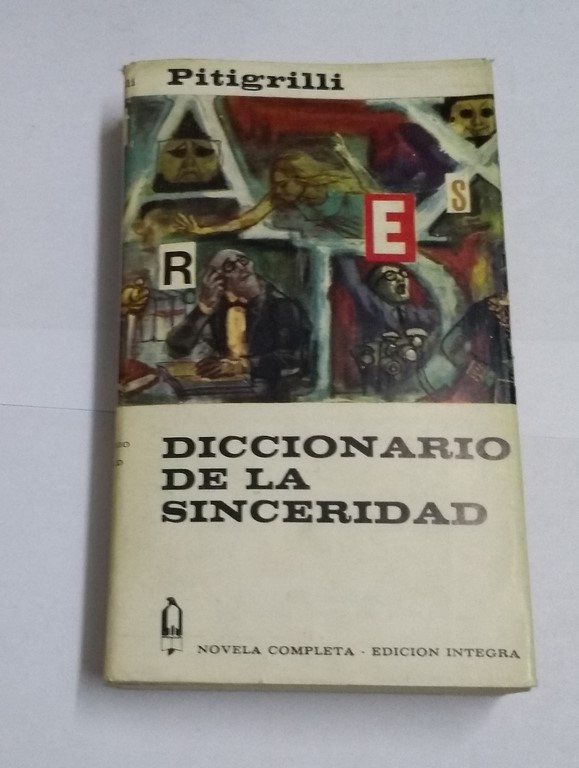 Pitigrilli
S
E
R
DICCIONARIO
DE LA
SINCERIDAD
NOVELA COMPLETA - EDICION INTEGRA